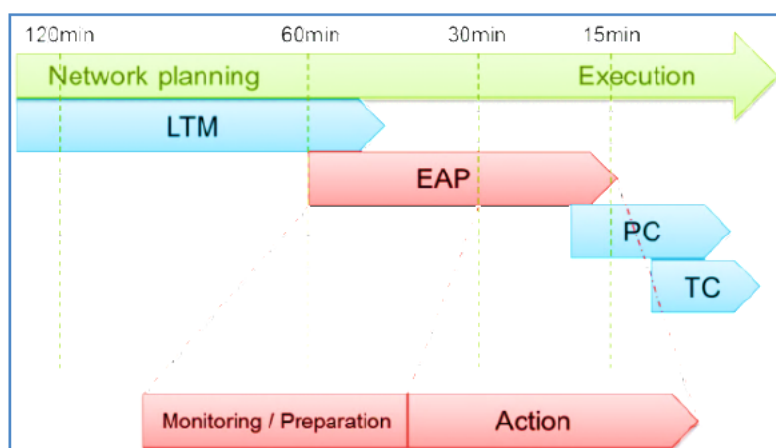 120min 60min 30min 15min
Network planning Execution
LTM
EAP
PC
TC
Monitoring / Preparation Action